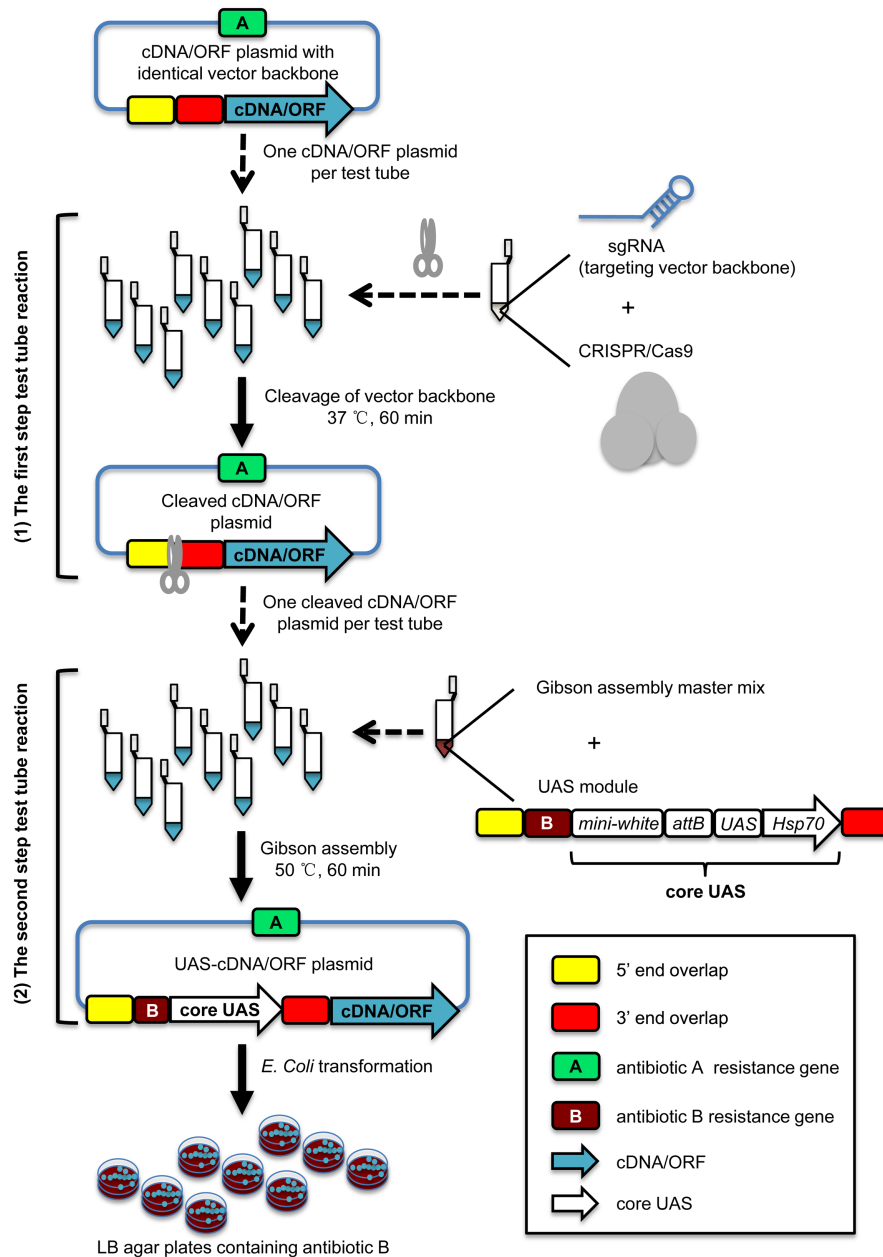 A
cDNA/ORF plasmid with
identical vector backbone
cDNA/ORF
One cDNA/ORF plasmid
per test tube
(1) The first step test tube reaction
sgRNA
(targeting vector backbone)
+
CRISPR/Cas9
Cleavage of vector backbone
37 ℃, 60 min
A
Cleaved cDNA/ORF
plasmid
cDNA/ORF
One cleaved cDNA/ORF
plasmid per test tube
(2) The second step test tube reaction
Gibson assembly master mix
+
UAS module
B mini-white attB UAS Hsp70
core UAS
Gibson assembly
50 ℃, 60 min
A
UAS-cDNA/ORF plasmid
B core UAS cDNA/ORF
E. Coli transformation
LB agar plates containing antibiotic B
5' end overlap
3' end overlap
A antibiotic A resistance gene
B antibiotic B resistance gene
cDNA/ORF
core UAS